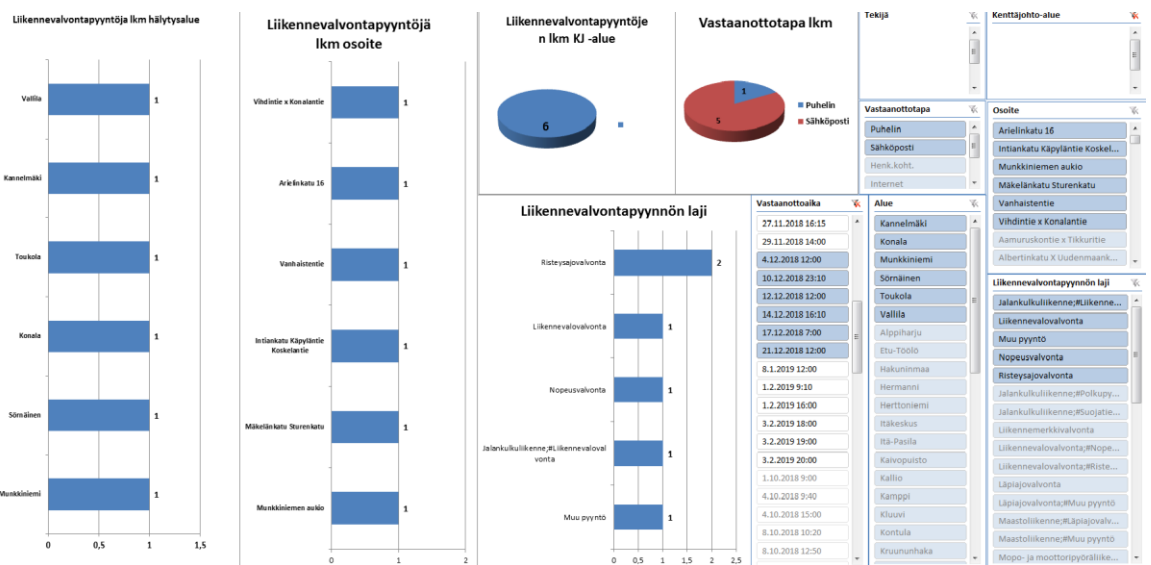 Liikennevalvontapyyntöja lkm hälytysalue
Vallila
1
Kannelmäki
1
Toukola
1
Konala
1
Sörnäinen
1
Munkkiniemi
1
0
0,5
1
1,5
Liikennevalvontapyyntöjä
lkm osoite
Vihdintie x Konalantie
1
Arielinkatu 16
1
Vanhaistentie
1
Intiankatu Käpyläntie
Koskelantie
1
Mäkelänkatu Sturenkatu
1
Munkkiniemen aukio
1
0
1
2
Liikennevalvontapyyntöje
n lkm KJ -alue
6
Vastaanottotapa lkm
1
5
Puhelin
Sähköposti
Liikennevalvontapyynnön laji
Risteysajovalvonta
2
Liikennevalovalvonta
1
Nopeusvalvonta
1
Jalankulkuliikenne;#Liikennevaloval
vonta
1
Muu pyyntö
1
0
0,5
1
1,5
2
2,5
Tekijä
Kenttäjohto-alue
Vastaanottotapa
Puhelin
Sähköposti
Henk.koht.
Internet
Osoite
Arielinkatu 16
Intiankatu Käpyläntie Koskel...
Munkkiniemen aukio
Mäkelänkatu Sturenkatu
Vanhaistentie
Vihdintie x Konalantie
Aamuruskontie x Tikkuritie
Albertinkatu X Uudenmaank...
Vastaanottoaika
27.11.2018 16:15
29.11.2018 14:00
4.12.2018 12:00
10.12.2018 23:10
12.12.2018 12:00
14.12.2018 16:10
17.12.2018 7:00
21.12.2018 12:00
8.1.2019 12:00
1.2.2019 9:10
1.2.2019 16:00
3.2.2019 18:00
3.2.2019 19:00
3.2.2019 20:00
1.10.2018 9:00
4.10.2018 9:40
4.10.2018 15:00
8.10.2018 10:20
8.10.2018 12:50
Alue
Kannelmäki
Konala
Munkkiniemi
Sörnäinen
Toukola
Vallila
Alppiharju
Etu-Töölö
Hakuninmaa
Hermanni
Herttoniemi
Itäkeskus
Itä-Pasila
Kaivopuisto
Kallio
Kamppi
Kluuvi
Kontula
Kruununhaka
Liikennevalvontapyynnön laji
Jalankulkuliikenne;#Liikenne...
Liikennevalovalvonta
Muu pyyntö
Nopeusvalvonta
Risteysajovalvonta
Jalankulkuliikenne;#Polkupy...
Jalankulkuliikenne;#Suojatie...
Liikennemerkkivalvonta
Liikennevalovalvonta;#Nope...
Liikennevalovalvonta;#Riste...
Läpiajovalvonta
Läpiajovalvonta;#Muu pyyntö
Maastoliikenne;#Läpiajovalv...
Maastoliikenne;#Muu pyyntö
Mopo- ja moottoripyöräliike...